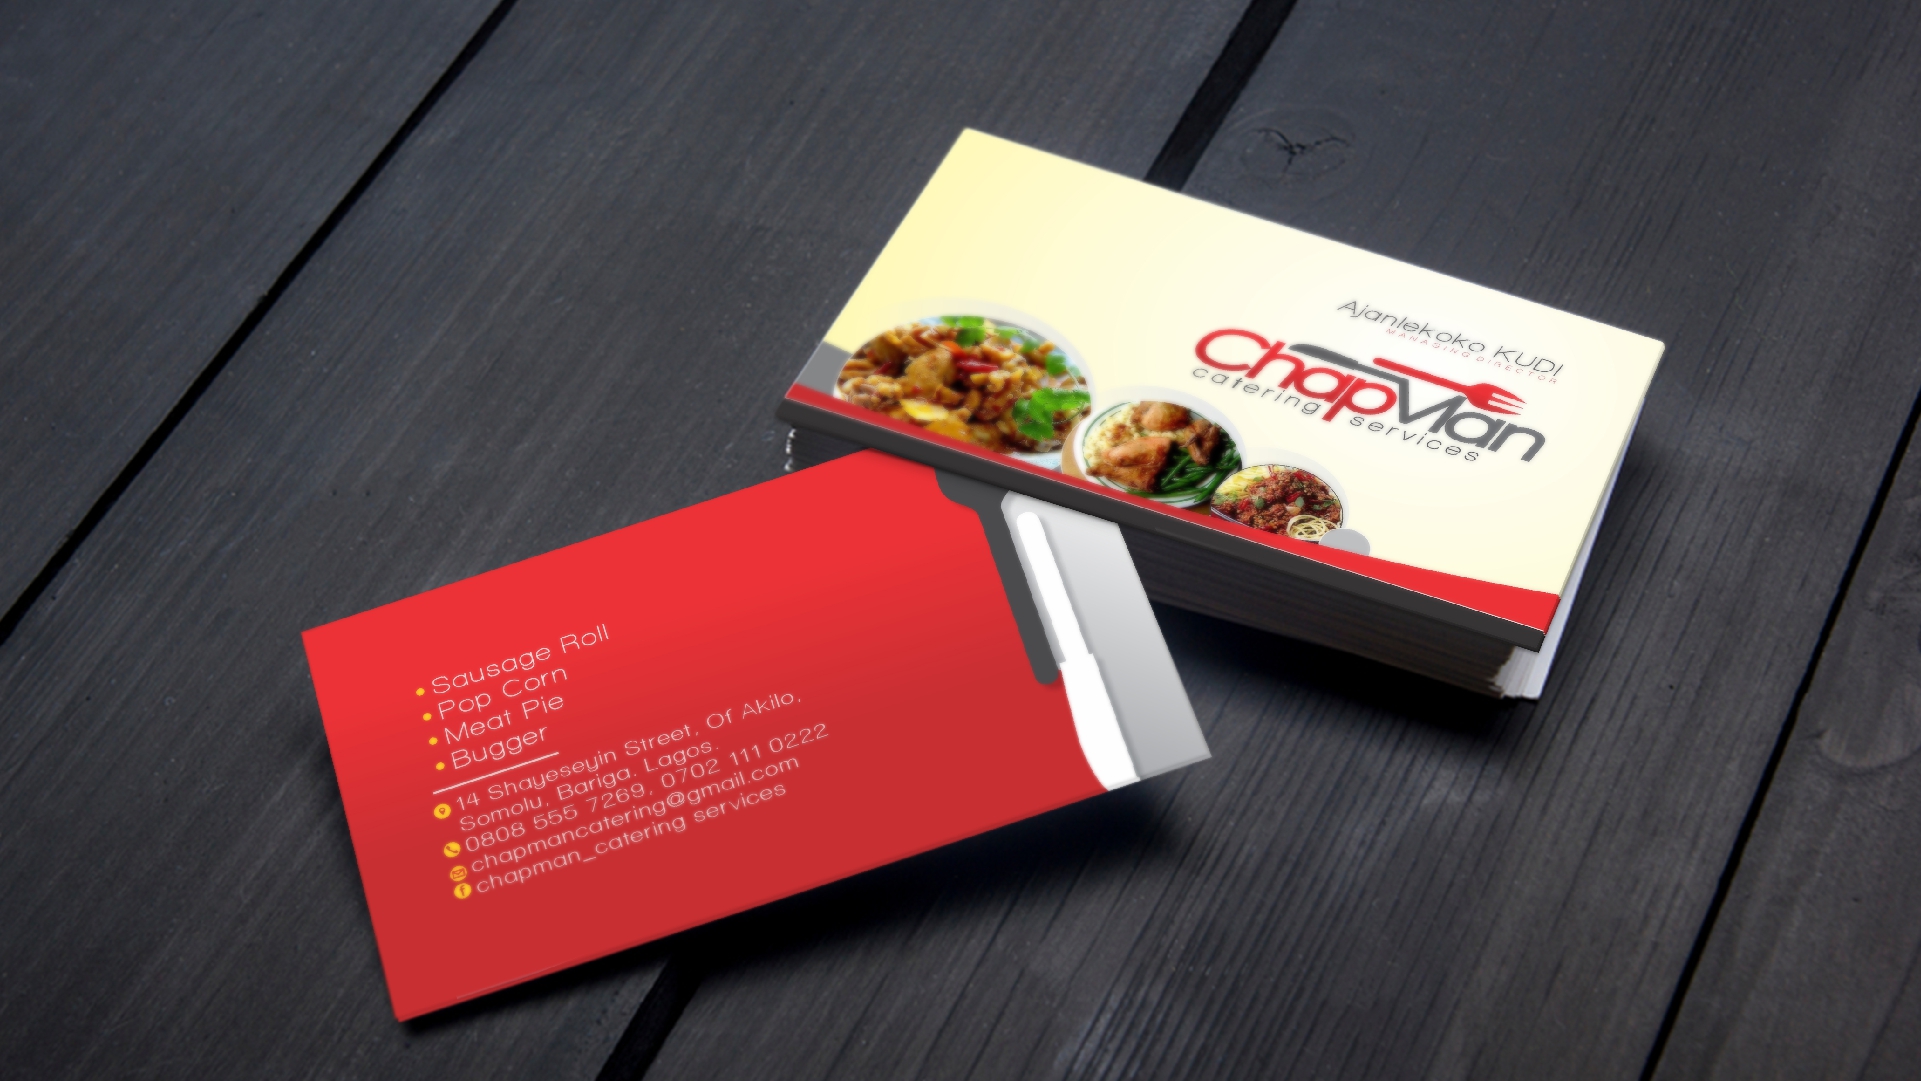 Ajanlekoko KUDI
MANAGING DIRECTOR
ChapMan
catering services
Sausage Roll
Pop Corn
Meat Pie
Bugger
14 Shayeseyin Street, Of Akilo,
Somolu, Bariga. Lagos.
0808 555 7269, 0702 111 0222
chapmancatering@gmail.com
chapman_catering services